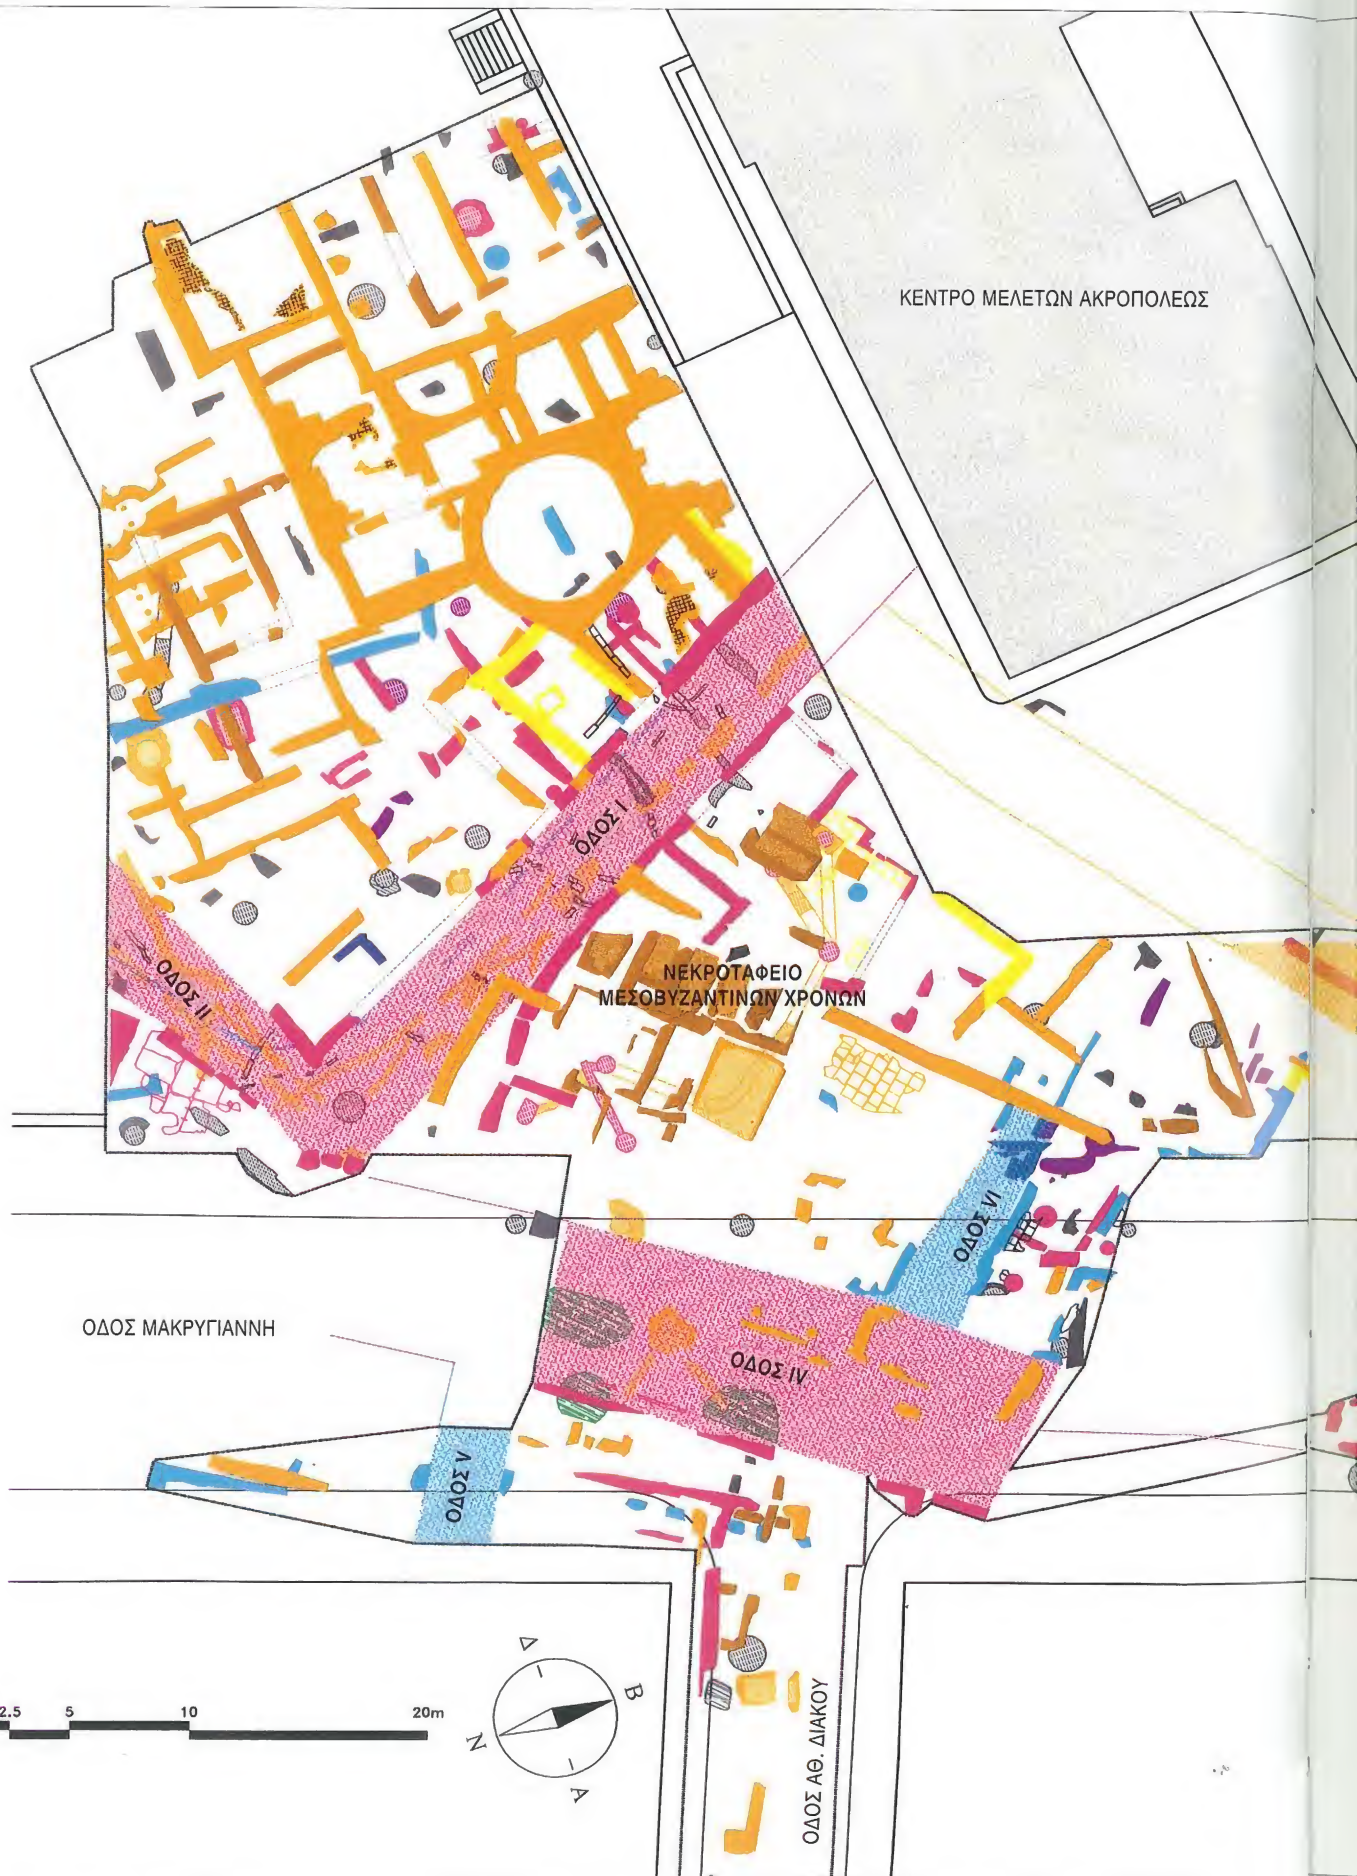 ΚΕΝΤΡΟ ΜΕΛΕΤΩΝ ΑΚΡΟΠΟΛΕΩΣ
ΟΔΟΣ Ι
ΟΔΟΣ ΙΙ
ΝΕΚΡΟΤΑΦΕΙΟ
ΜΕΣΟΒΥΖΑΝΤΙΝΩΝ ΧΡΟΝΩΝ
ΟΔΟΣ VI
ΟΔΟΣ ΜΑΚΡΥΓΙΑΝΝΗ
ΟΔΟΣ IV
ΟΔΟΣ V
ΟΔΟΣ ΑΘ. ΔΙΑΚΟΥ
2.5 5 10 20m
Δ
Β
Ν
Α